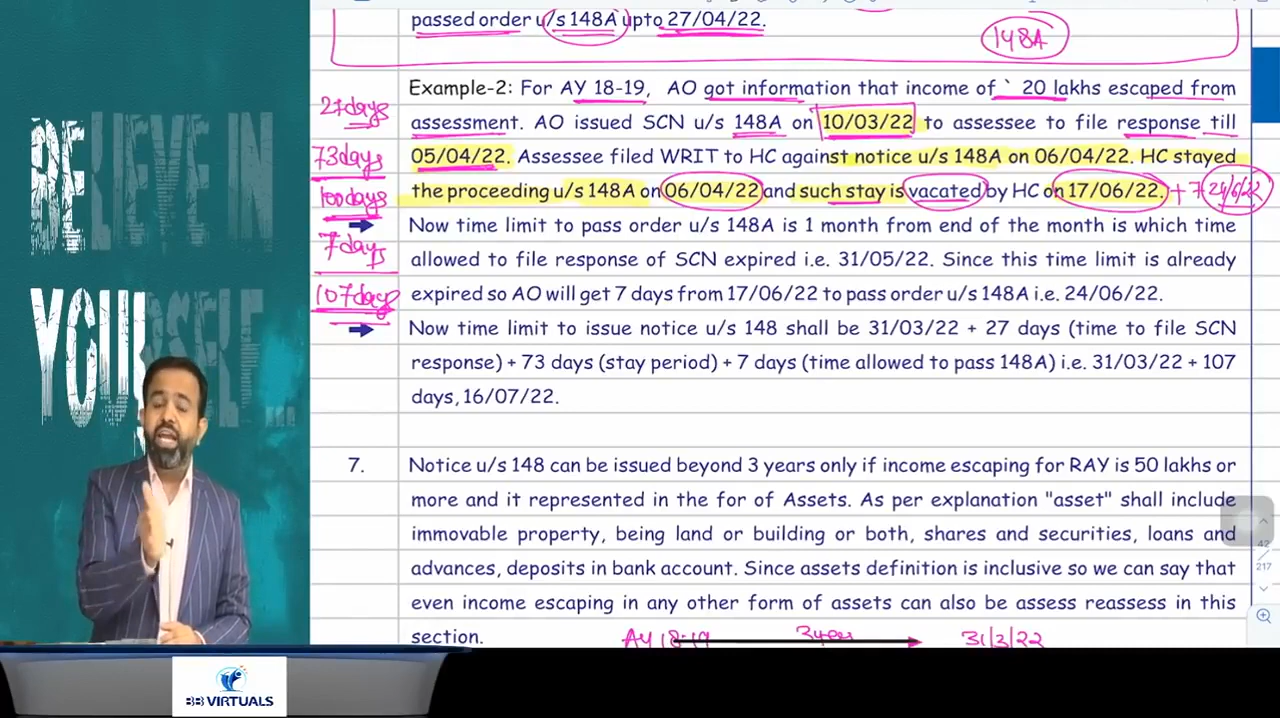 passed order u/s 148A upto 27/04/22.
148A
Example-2: For AY 18-19, AO got information that income of ` 20 lakhs escaped from
27days
assessment. AO issued SCN u/s 148A on 10/03/22 to assessee to file response till
73days
05/04/22. Assessee filed WRIT to HC against notice u/s 148A on 06/04/22. HC stayed
100days
the proceeding u/s 148A on 06/04/22 and such stay is vacated by HC on 17/06/22. + 7 24/6/22
Now time limit to pass order u/s 148A is 1 month from end of the month is which time
7days
allowed to file response of SCN expired i.e. 31/05/22. Since this time limit is already
107days
expired so AO will get 7 days from 17/06/22 to pass order u/s 148A i.e. 24/06/22.
Now time limit to issue notice u/s 148 shall be 31/03/22 + 27 days (time to file SCN
response) + 73 days (stay period) + 7 days (time allowed to pass 148A) i.e. 31/03/22 + 107
days, 16/07/22.
7. Notice u/s 148 can be issued beyond 3 years only if income escaping for RAY is 50 lakhs or
more and it represented in the for of Assets. As per explanation "asset" shall include
immovable property, being land or building or both, shares and securities, loans and
advances, deposits in bank account. Since assets definition is inclusive so we can say that
even income escaping in any other form of assets can also be assess reassess in this
section.
AY 18-19 3year 31/3/22
BELIEVE IN
YOURSELF...
BB VIRTUALS
42
217